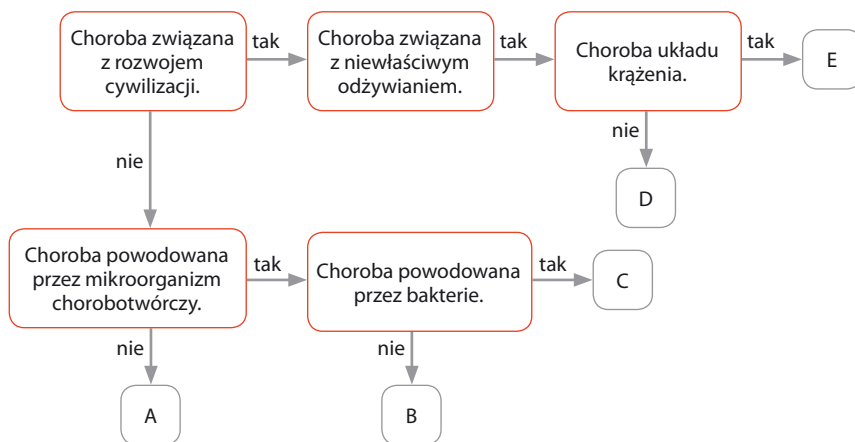 Choroba związana
z rozwojem
cywilizacji.
tak
Choroba związana
z niewłaściwym
odżywianiem.
tak
Choroba układu
krążenia.
tak
E
nie
nie
D
Choroba powodowana
przez mikroorganizm
chorobotwórczy.
tak
Choroba powodowana
przez bakterie.
tak
C
nie
nie
A
B